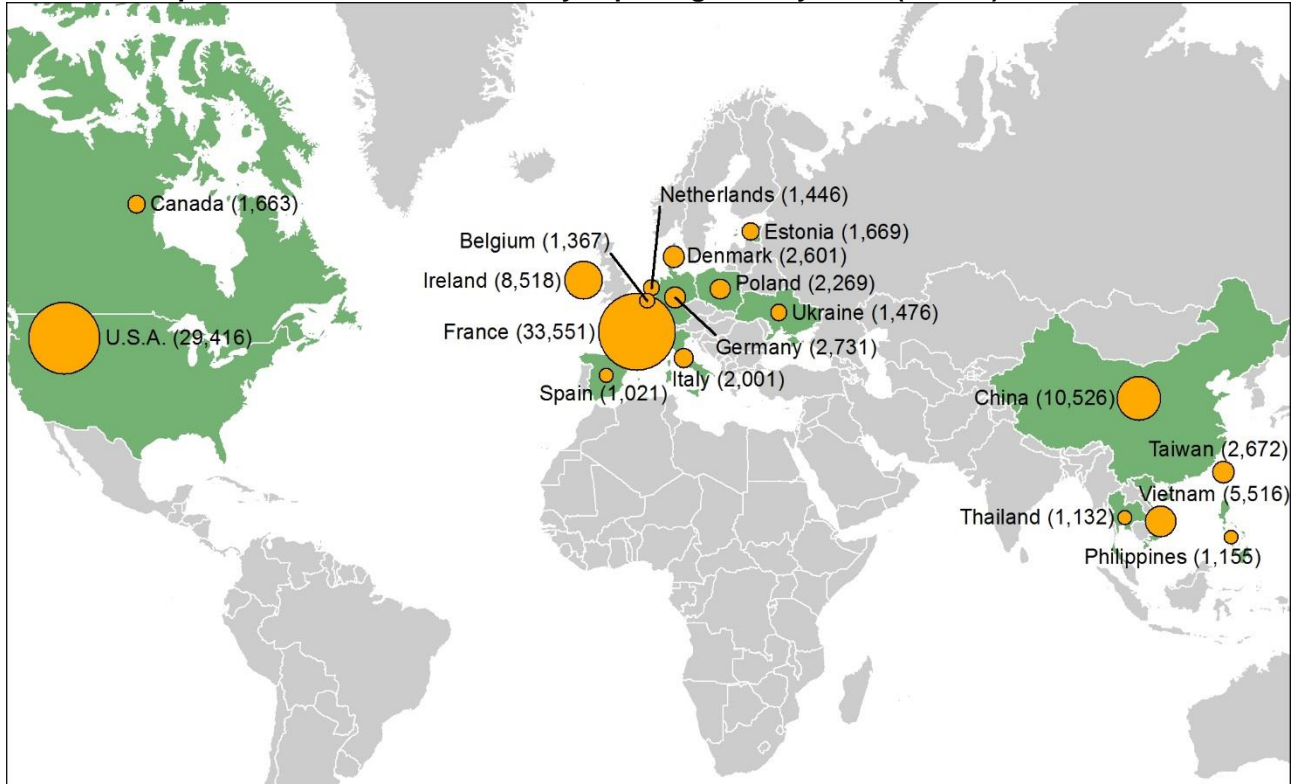 Netherlands (1,446)
Canada (1,663)
Estonia (1,669)
Belgium (1,367)
Denmark (2,601)
Ireland (8,518)
Poland (2,269)
Ukraine (1,476)
U.S.A. (29,416)
France (33,551)
Germany (2,731)
Italy (2,001)
Spain (1,021)
China (10,526)
Taiwan (2,672)
Vietnam (5,516)
Thailand (1,132)
Philippines (1,155)